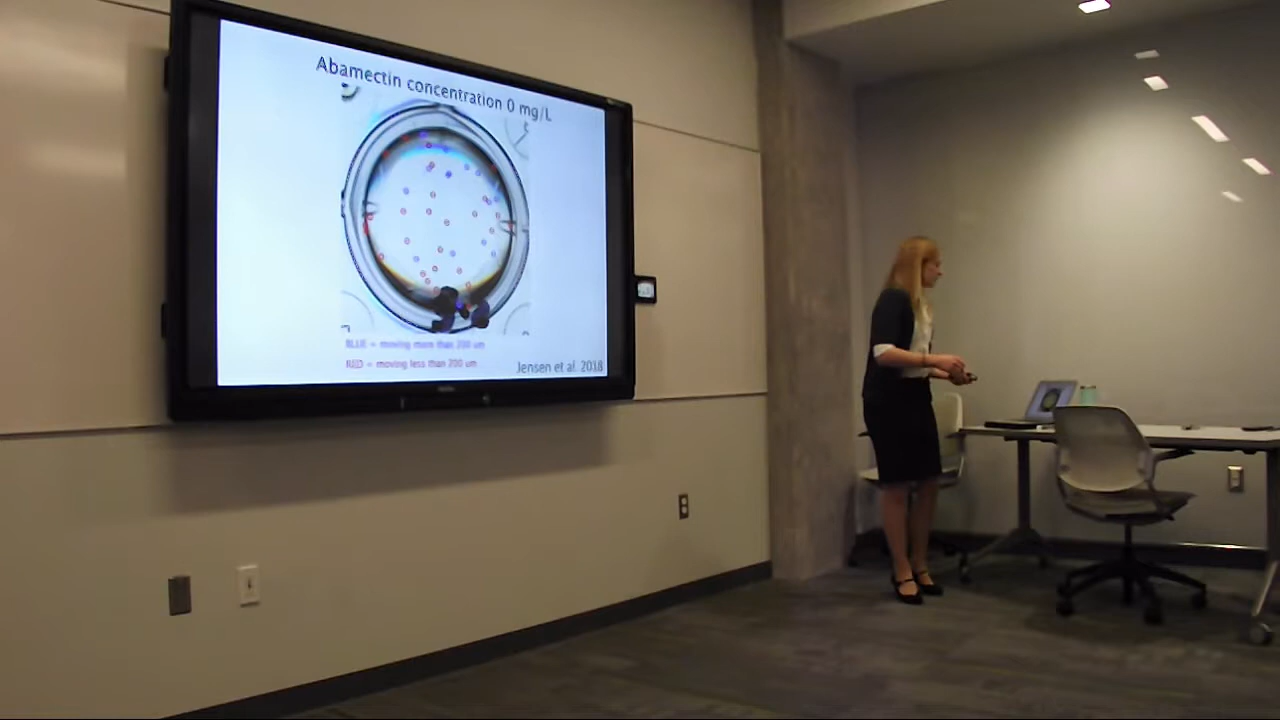 Abamectin concentration 0 mg/L
BLUE = moving more than 200 um
RED = moving less than 200 um
Jensen et al. 2018